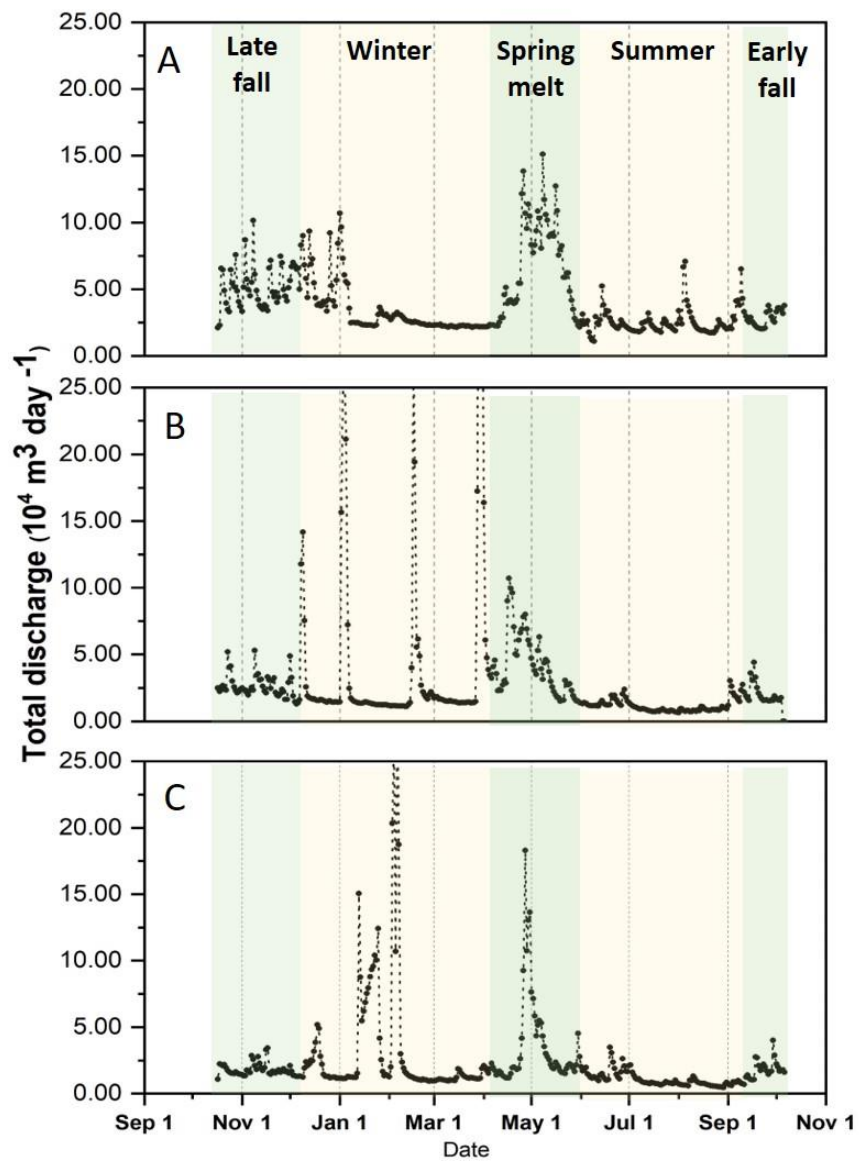 A
Late fall
Winter
Spring melt
Summer
Early fall
25.00
20.00
15.00
10.00
5.00
0.00
B
25.00
20.00
15.00
10.00
5.00
0.00
C
25.00
20.00
15.00
10.00
5.00
0.00
Total discharge (10⁴ m³ day ⁻¹)
Sep 1 Nov 1 Jan 1 Mar 1 May 1 Jul 1 Sep 1 Nov 1
Date